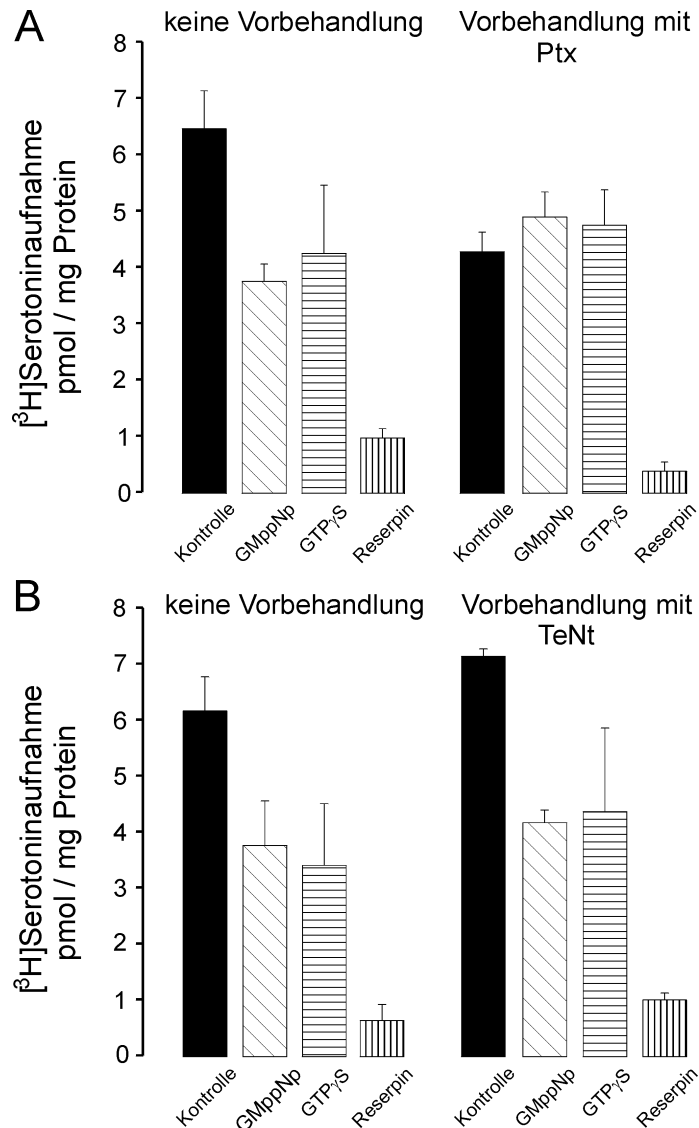 A
keine Vorbehandlung
Vorbehandlung mit
Ptx
[³H]Serotoninaufnahme
pmol / mg Protein
8
7
6
5
4
3
2
1
0
Kontrolle
GMppNp
GTPγS
Reserpin
Kontrolle
GMppNp
GTPγS
Reserpin
B
keine Vorbehandlung
Vorbehandlung mit
TeNt
[³H]Serotoninaufnahme
pmol / mg Protein
8
7
6
5
4
3
2
1
0
Kontrolle
GMppNp
GTPγS
Reserpin
Kontrolle
GMppNp
GTPγS
Reserpin